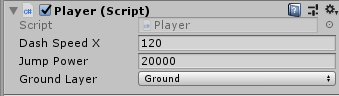 Player (Script)
Script Player
Dash Speed X 120
Jump Power 20000
Ground Layer Ground